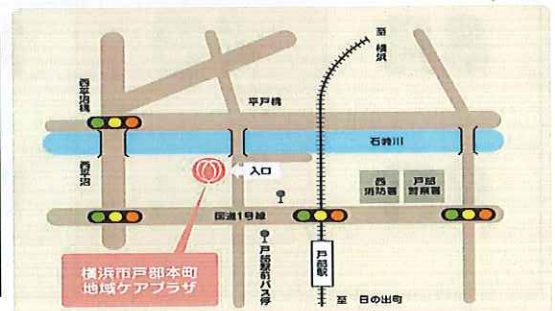 至 横浜
西平沼橋
平戸橋
石崎川
西平沼
入口
西
消防署
戸部
警察署
国道1号線
戸部駅前バス停
戸部駅
横浜市戸部本町
地域ケアプラザ
至 日の出町